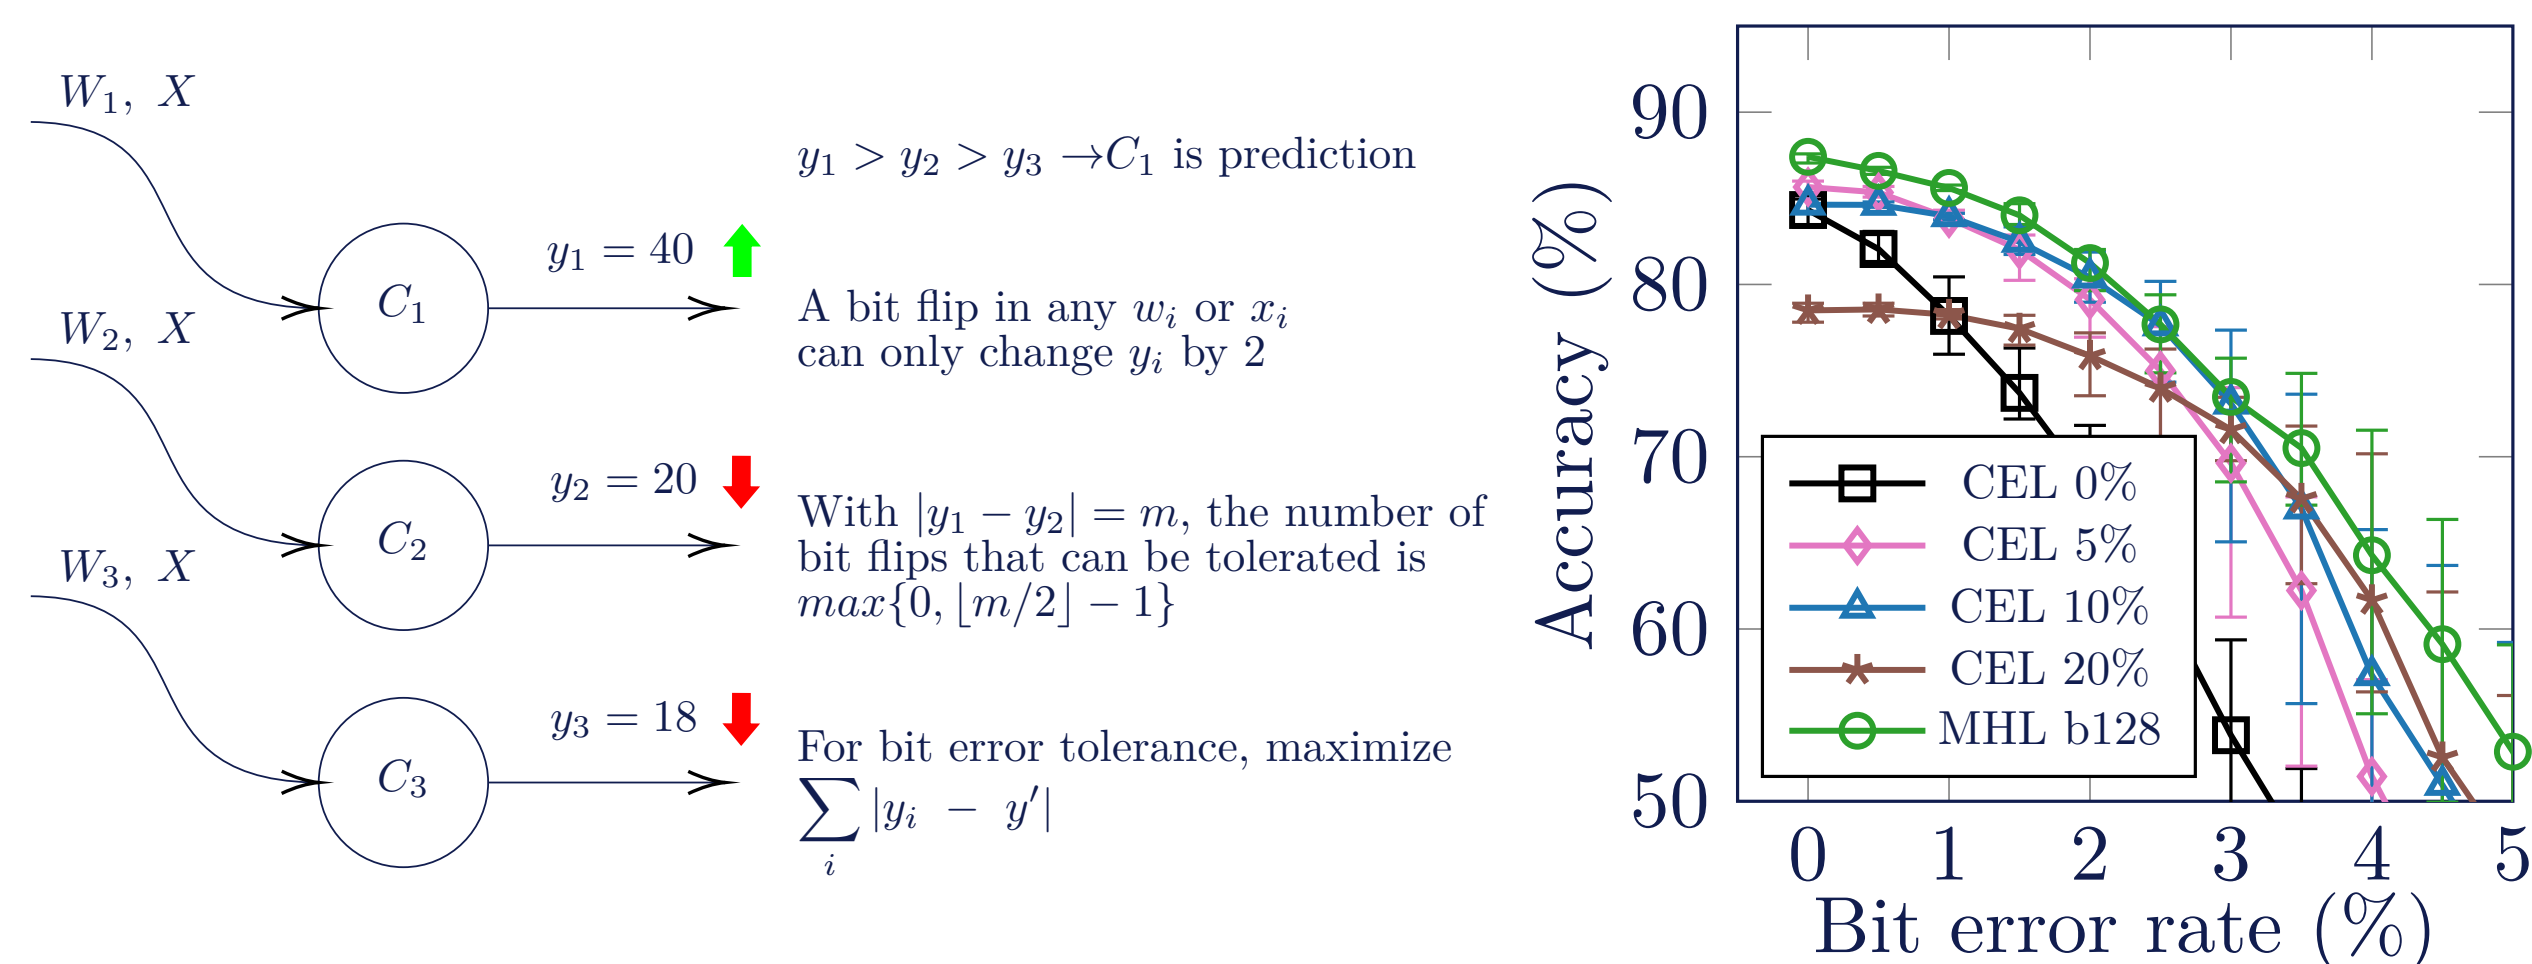 W₁, X
C₁
y₁ = 40
W₂, X
C₂
y₂ = 20
W₃, X
C₃
y₃ = 18
y₁ > y₂ > y₃ →C₁ is prediction
A bit flip in any wᵢ or xᵢ
can only change yᵢ by 2
With |y₁ − y₂| = m, the number of
bit flips that can be tolerated is
max{0, ⌊m/2⌋ − 1}
For bit error tolerance, maximize
∑ᵢ |yᵢ − y′|
Accuracy (%)
90
80
70
60
50
CEL 0%
CEL 5%
CEL 10%
CEL 20%
MHL b128
0 1 2 3 4 5
Bit error rate (%)